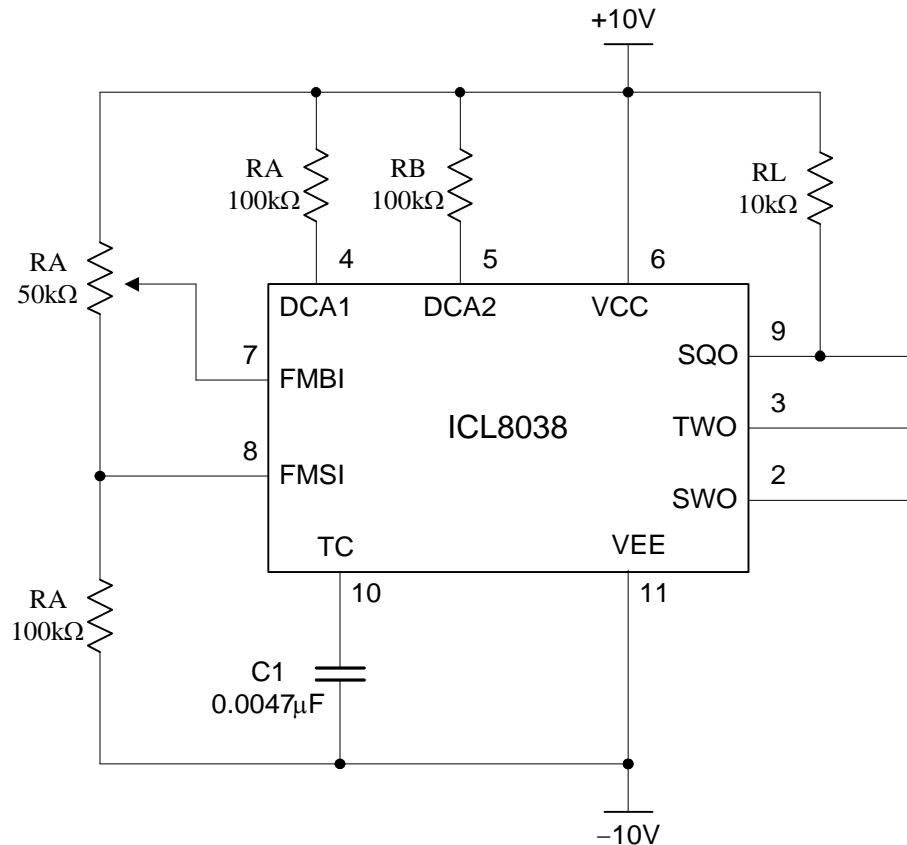 +10V
RA
100kΩ
RB
100kΩ
RL
10kΩ
4
5
6
RA
50kΩ
DCA1
DCA2
VCC
9
7
SQO
FMBI
3
ICL8038
TWO
8
FMSI
2
SWO
TC
VEE
10
11
RA
100kΩ
C1
0.0047µF
−10V